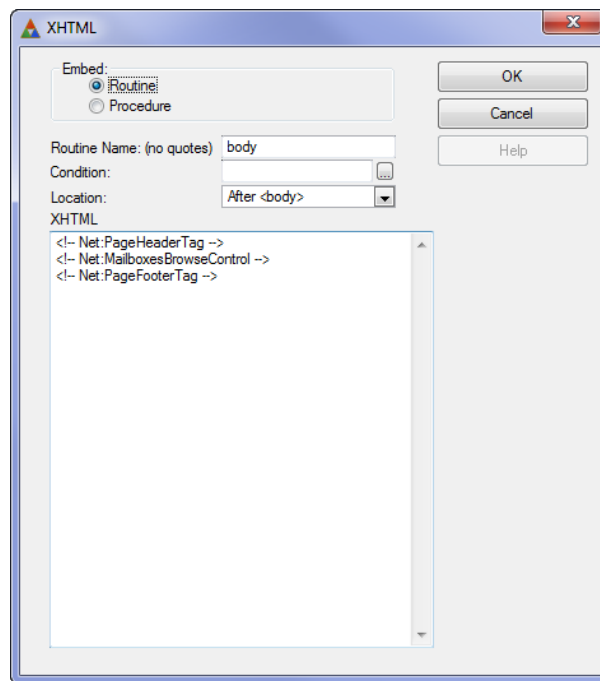 XHTML
Embed:
Routine
Procedure
OK
Cancel
Help
Routine Name: (no quotes) body
Condition:
...
Location: After <body>
XHTML
<!-- Net:PageHeaderTag -->
<!-- Net:MailboxesBrowseControl -->
<!-- Net:PageFooterTag -->